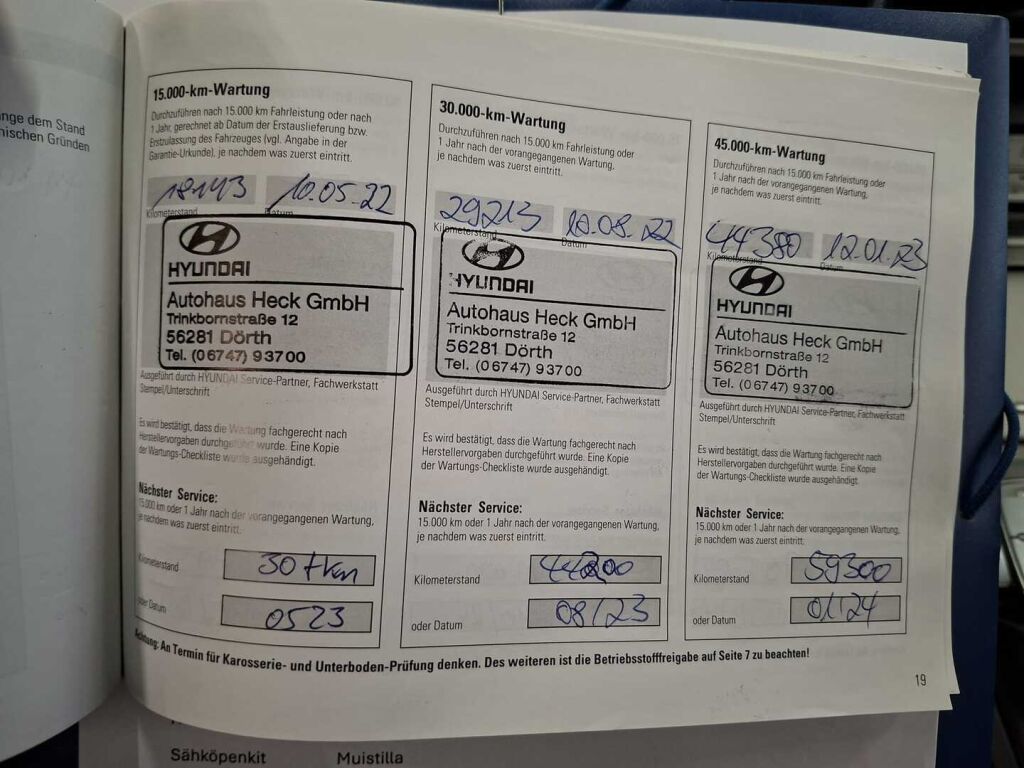 nge dem Stand
nischen Gründen
15.000-km-Wartung
Durchzuführen nach 15.000 km Fahrleistung oder nach
1 Jahr, gerechnet ab Datum der Erstauslieferung bzw.
Erstzulassung des Fahrzeuges (vgl. Angabe in der
Garantie-Urkunde), je nachdem was zuerst eintritt.
18143 10.05.22
Kilometerstand Datum
HYUNDAI
Autohaus Heck GmbH
Trinkbornstraße 12
56281 Dörth
Tel. (06747) 93700
Ausgeführt durch HYUNDAI Service-Partner, Fachwerkstatt
Stempel/Unterschrift
Es wird bestätigt, dass die Wartung fachgerecht nach
Herstellervorgaben durchgeführt wurde. Eine Kopie
der Wartungs-Checkliste wurde ausgehändigt.
Nächster Service:
15.000 km oder 1 Jahr nach der vorangegangenen Wartung,
je nachdem was zuerst eintritt.
Kilometerstand 30 tkm
oder Datum 0523
30.000-km-Wartung
Durchzuführen nach 15.000 km Fahrleistung oder
1 Jahr nach der vorangegangenen Wartung,
je nachdem was zuerst eintritt.
29213 10.08.22
Kilometerstand Datum
HYUNDAI
Autohaus Heck GmbH
Trinkbornstraße 12
56281 Dörth
Tel. (06747) 93700
Ausgeführt durch HYUNDAI Service-Partner, Fachwerkstatt
Stempel/Unterschrift
Es wird bestätigt, dass die Wartung fachgerecht nach
Herstellervorgaben durchgeführt wurde. Eine Kopie
der Wartungs-Checkliste wurde ausgehändigt.
Nächster Service:
15.000 km oder 1 Jahr nach der vorangegangenen Wartung,
je nachdem was zuerst eintritt.
Kilometerstand
oder Datum 08/23
45.000-km-Wartung
Durchzuführen nach 15.000 km Fahrleistung oder
1 Jahr nach der vorangegangenen Wartung,
je nachdem was zuerst eintritt.
44380 12.01.23
Kilometerstand Datum
HYUNDAI
Autohaus Heck GmbH
Trinkbornstraße 12
56281 Dörth
Tel. (06747) 93700
Ausgeführt durch HYUNDAI Service-Partner, Fachwerkstatt
Stempel/Unterschrift
Es wird bestätigt, dass die Wartung fachgerecht nach
Herstellervorgaben durchgeführt wurde. Eine Kopie
der Wartungs-Checkliste wurde ausgehändigt.
Nächster Service:
15.000 km oder 1 Jahr nach der vorangegangenen Wartung,
je nachdem was zuerst eintritt.
Kilometerstand 59300
oder Datum 01/24
Achtung: An Termin für Karosserie- und Unterboden-Prüfung denken. Des weiteren ist die Betriebsstofffreigabe auf Seite 7 zu beachten!
19
Sähköpenkit Muistilla